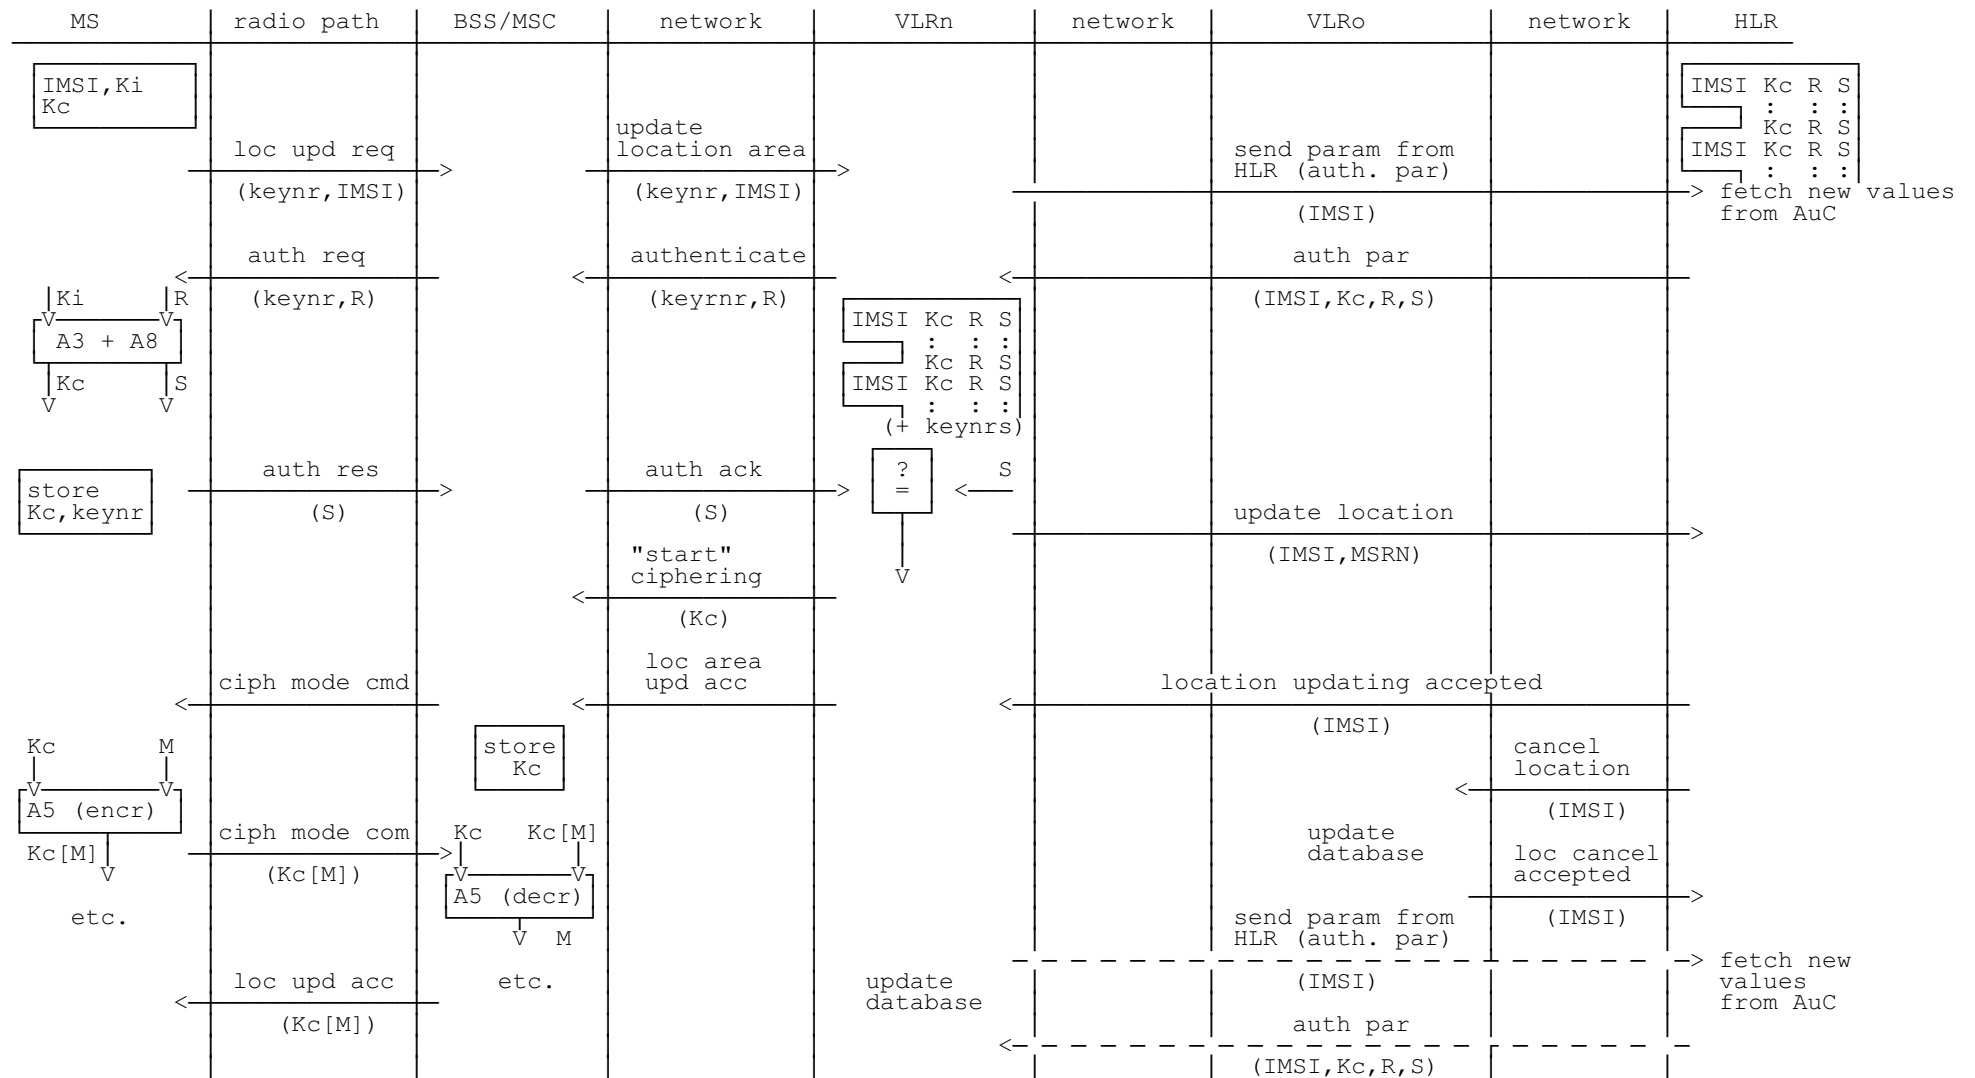 MS radio path BSS/MSC network VLRn network VLRo network HLR
IMSI,Ki IMSI Kc R S
Kc : : :
update Kc R S
loc upd req location area send param from IMSI Kc R S
> > HLR (auth. par) : : :
(keynr,IMSI) (keynr,IMSI) > fetch new values
(IMSI) from AuC
auth req authenticate auth par
< < <
Ki R (keynr,R) (keyrnr,R) (IMSI,Kc,R,S)
V V IMSI Kc R S
A3 + A8 : : :
Kc R S
Kc S IMSI Kc R S
V V : : :
(+ keynrs)
auth res auth ack ? S
store > > = <
Kc,keynr (S) (S) update location
>
"start" (IMSI,MSRN)
ciphering V
<
(Kc)
loc area
ciph mode cmd upd acc location updating accepted
< < <
(IMSI)
Kc M store cancel
Kc location
V V <
A5 (encr) (IMSI)
ciph mode com Kc Kc[M] update
Kc[M] > database loc cancel
V (Kc[M]) V V accepted
A5 (decr) >
etc. send param from (IMSI)
V M HLR (auth. par)
> fetch new
loc upd acc etc. update (IMSI) values
< database from AuC
(Kc[M]) auth par
<
(IMSI,Kc,R,S)